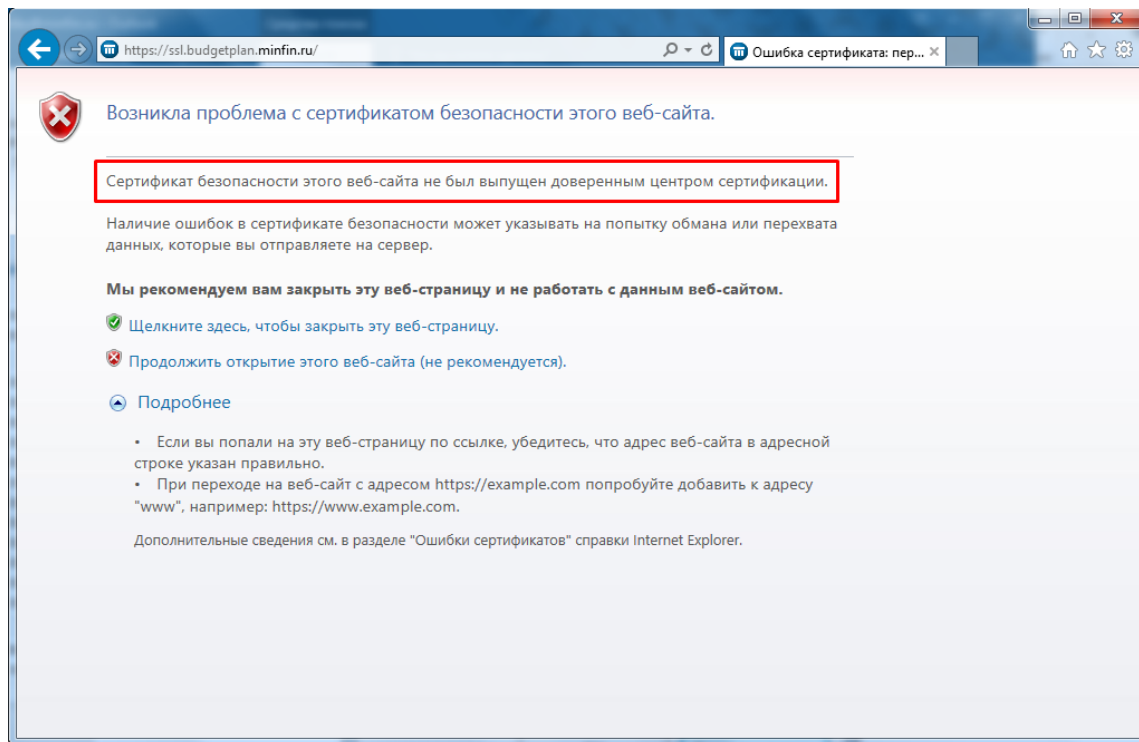 https://ssl.budgetplan.minfin.ru/
Ошибка сертификата: пер...
Возникла проблема с сертификатом безопасности этого веб-сайта.
Сертификат безопасности этого веб-сайта не был выпущен доверенным центром сертификации.
Наличие ошибок в сертификате безопасности может указывать на попытку обмана или перехвата
данных, которые вы отправляете на сервер.
Мы рекомендуем вам закрыть эту веб-страницу и не работать с данным веб-сайтом.
Щелкните здесь, чтобы закрыть эту веб-страницу.
Продолжить открытие этого веб-сайта (не рекомендуется).
Подробнее
• Если вы попали на эту веб-страницу по ссылке, убедитесь, что адрес веб-сайта в адресной
строке указан правильно.
• При переходе на веб-сайт с адресом https://example.com попробуйте добавить к адресу
"www", например: https://www.example.com.
Дополнительные сведения см. в разделе "Ошибки сертификатов" справки Internet Explorer.